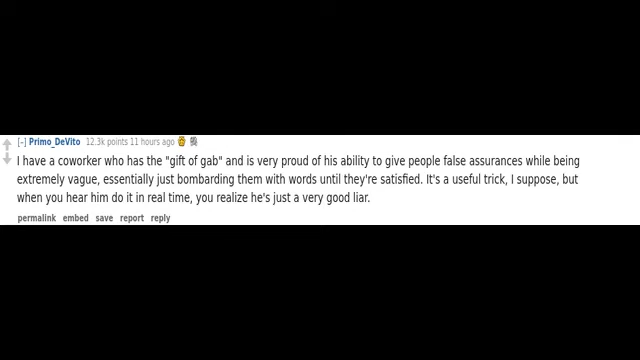 [-] Primo_DeVito 12.3k points 11 hours ago
I have a coworker who has the "gift of gab" and is very proud of his ability to give people false assurances while being
extremely vague, essentially just bombarding them with words until they're satisfied. It's a useful trick, I suppose, but
when you hear him do it in real time, you realize he's just a very good liar.
permalink embed save report reply